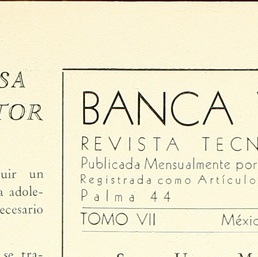 SA
TOR
uir un
a adole-
ecesario
se tra-
BANCA
REVISTA TECN
Publicada Mensualmente por
Registrada como Artículo
Palma 44
TOMO VII Méxic